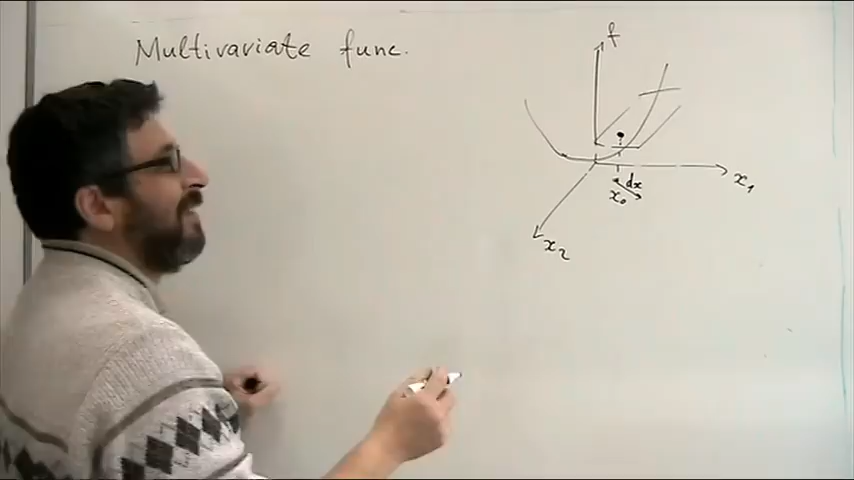 Multivariate func.
f
x₁
dx
x₀
x₂